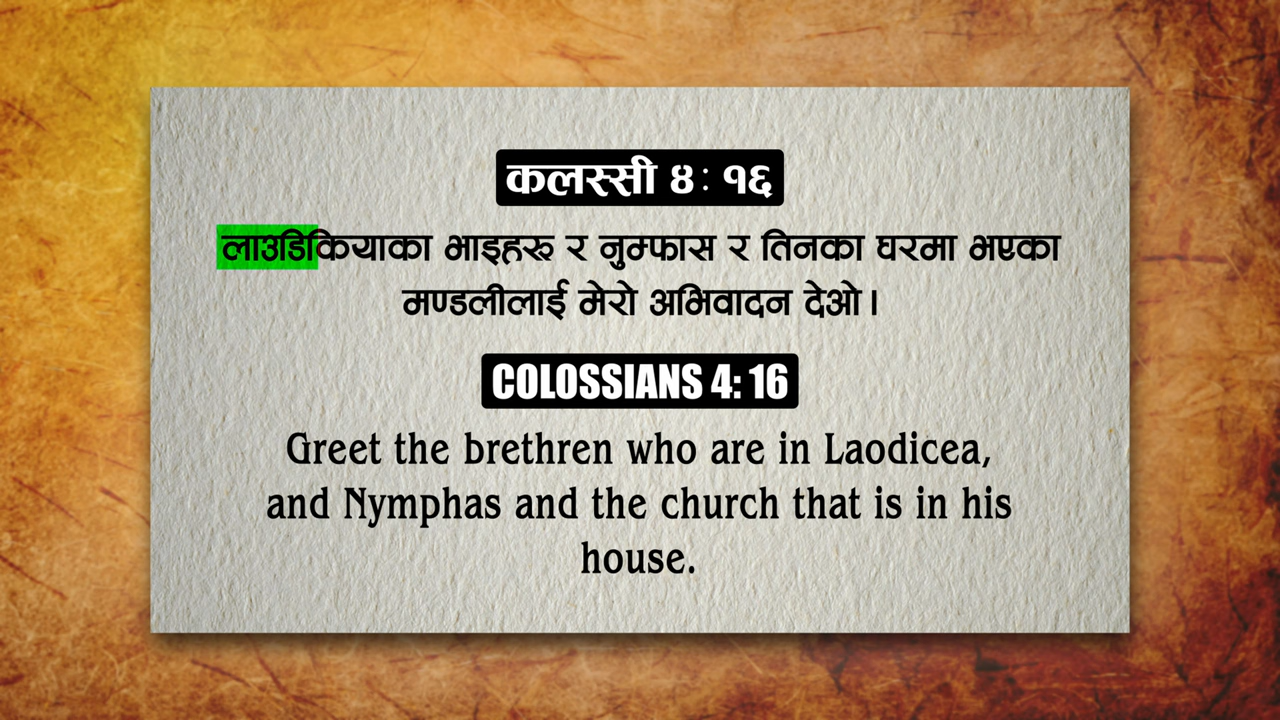 कलस्सी ४: १६
लाउडिकियाका भाइहरू र नुम्फास र तिनका घरमा भएका
मण्डलीलाई मेरो अभिवादन देओ।
COLOSSIANS 4: 16
Greet the brethren who are in Laodicea,
and Nymphas and the church that is in his
house.